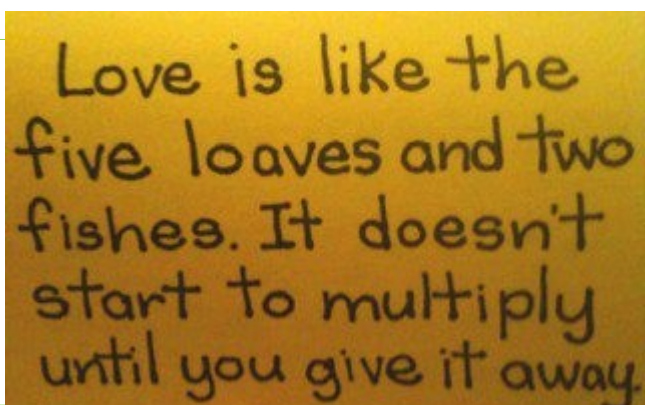 Love is like the
five loaves and two
fishes. It doesn't
start to multiply
until you give it away.